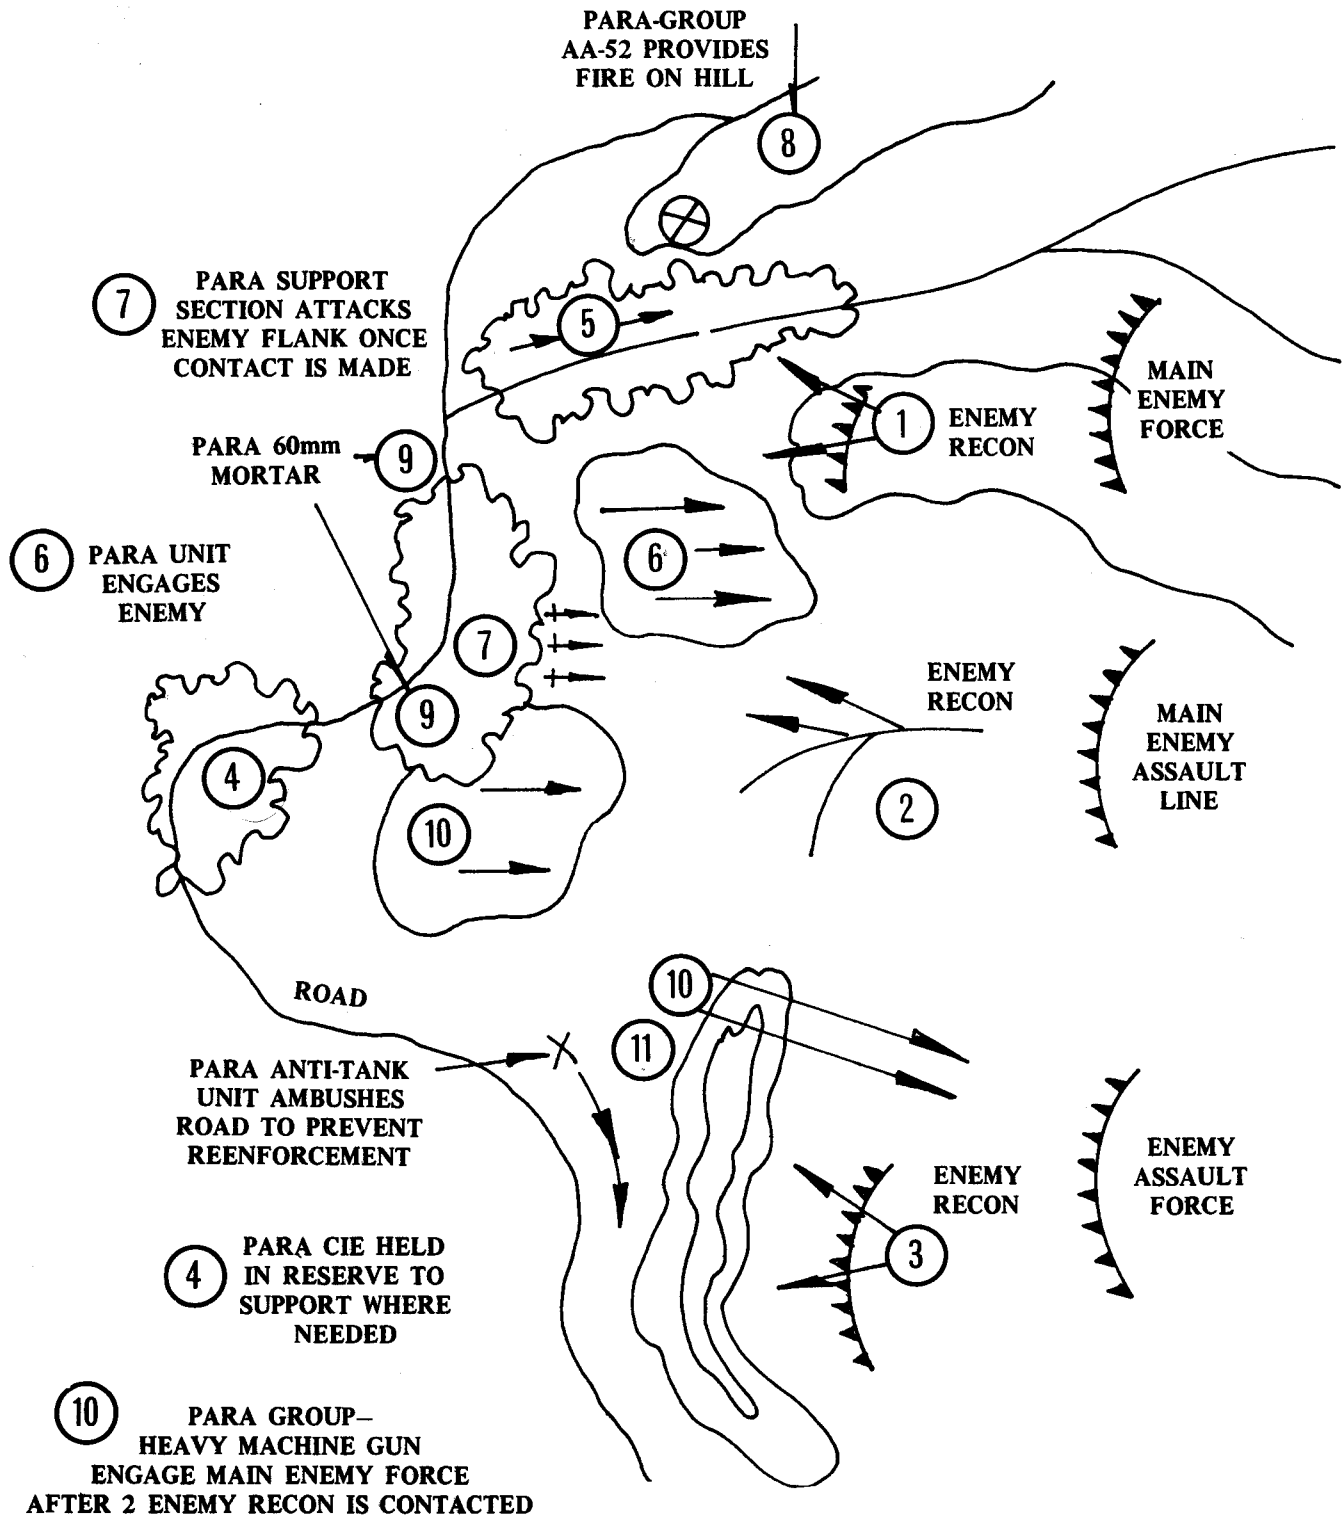 PARA-GROUP
AA-52 PROVIDES
FIRE ON HILL
8
7
PARA SUPPORT
SECTION ATTACKS
ENEMY FLANK ONCE
CONTACT IS MADE
5
MAIN
ENEMY
FORCE
1
ENEMY
RECON
PARA 60mm
MORTAR
9
6
PARA UNIT
ENGAGES
ENEMY
6
7
ENEMY
RECON
9
MAIN
ENEMY
ASSAULT
LINE
4
2
10
ROAD
10
11
PARA ANTI-TANK
UNIT AMBUSHES
ROAD TO PREVENT
REENFORCEMENT
ENEMY
RECON
ENEMY
ASSAULT
FORCE
3
4
PARA CIE HELD
IN RESERVE TO
SUPPORT WHERE
NEEDED
10
PARA GROUP–
HEAVY MACHINE GUN
ENGAGE MAIN ENEMY FORCE
AFTER 2 ENEMY RECON IS CONTACTED